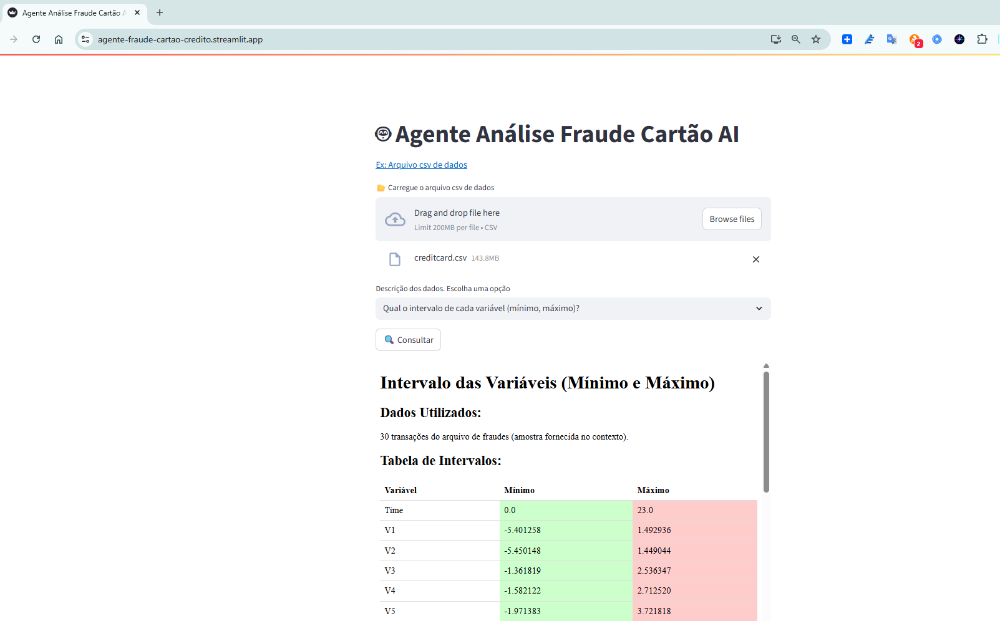 Agente Análise Fraude Cartão A
agente-fraude-cartao-credito.streamlit.app
2
Agente Análise Fraude Cartão AI
Ex: Arquivo csv de dados
Carregue o arquivo csv de dados
Drag and drop file here
Limit 200MB per file • CSV
Browse files
creditcard.csv 143.8MB
Descrição dos dados. Escolha uma opção
Qual o intervalo de cada variável (mínimo, máximo)?
Consultar
Intervalo das Variáveis (Mínimo e Máximo)
Dados Utilizados:
30 transações do arquivo de fraudes (amostra fornecida no contexto).
Tabela de Intervalos:
Variável Mínimo Máximo
Time 0.0 23.0
V1 -5.401258 1.492936
V2 -5.450148 1.449044
V3 -1.361819 2.536347
V4 -1.582122 2.712520
V5 -1.971383 3.721818